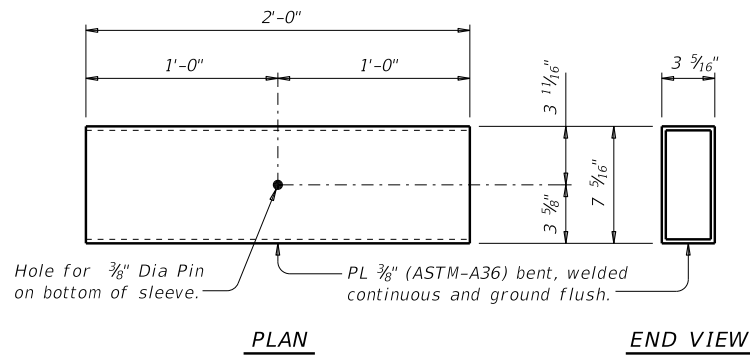 2'-0"
1'-0" 1'-0"
3 11/16"
3 5/8"
7 5/16"
3 5/16"
Hole for 3/8" Dia Pin
on bottom of sleeve.
PL 3/8" (ASTM-A36) bent, welded
continuous and ground flush.
PLAN
END VIEW